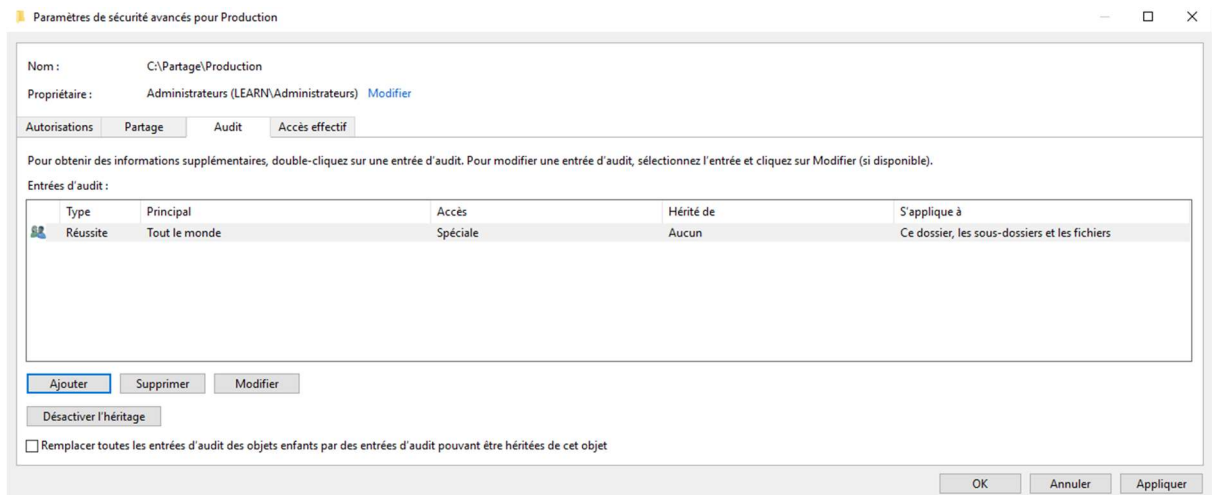 Paramètres de sécurité avancés pour Production
Nom : C:\Partage\Production
Propriétaire : Administrateurs (LEARN\Administrateurs) Modifier
Autorisations Partage Audit Accès effectif
Pour obtenir des informations supplémentaires, double-cliquez sur une entrée d'audit. Pour modifier une entrée d'audit, sélectionnez l'entrée et cliquez sur Modifier (si disponible).
Entrées d'audit :
Type Principal Accès Hérité de S'applique à
Réussite Tout le monde Spéciale Aucun Ce dossier, les sous-dossiers et les fichiers
Ajouter Supprimer Modifier
Désactiver l'héritage
Remplacer toutes les entrées d'audit des objets enfants par des entrées d'audit pouvant être héritées de cet objet
OK Annuler Appliquer